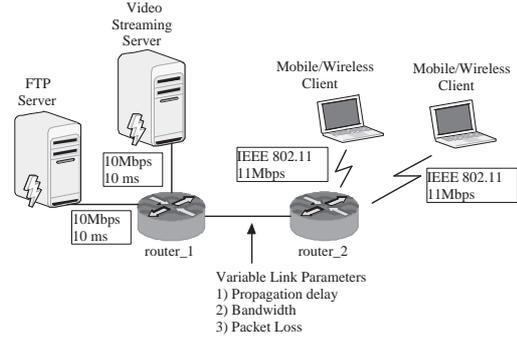 Video
Streaming
Server
FTP
Server
Mobile/Wireless
Client
Mobile/Wireless
Client
10Mbps
10 ms
IEEE 802.11
11Mbps
IEEE 802.11
11Mbps
10Mbps
10 ms
router_1
router_2
Variable Link Parameters
1) Propagation delay
2) Bandwidth
3) Packet Loss